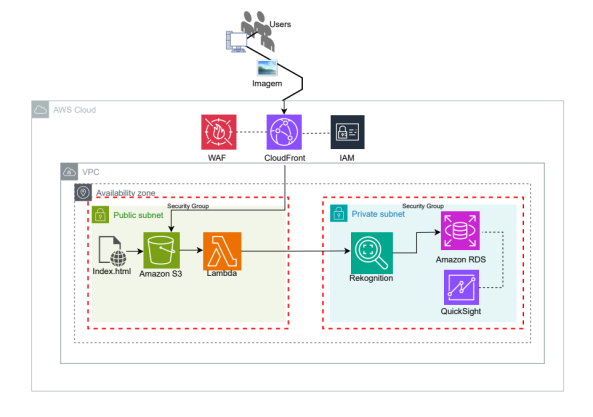 Users
Imagem
AWS Cloud
WAF
CloudFront
IAM
VPC
Availability zone
Security Group
Public subnet
Index.html
Amazon S3
Lambda
Security Group
Private subnet
Rekognition
Amazon RDS
QuickSight